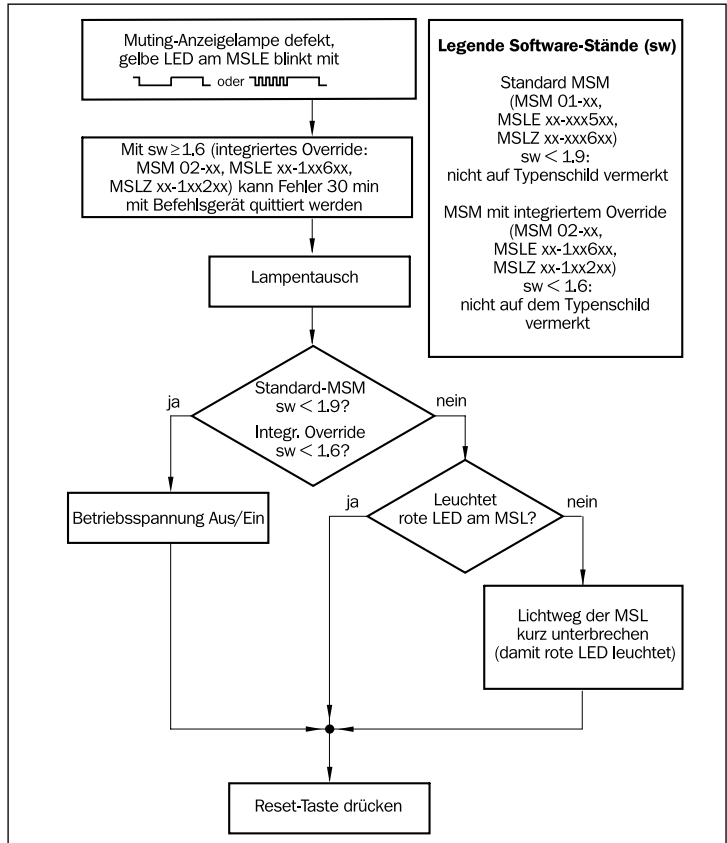 Muting-Anzeigelampe defekt,
gelbe LED am MSLE blinkt mit
oder
Mit sw ≥ 1.6 (integriertes Override:
MSM 02-xx, MSLE xx-1xx6xx,
MSLZ xx-1xx2xx) kann Fehler 30 min
mit Befehlsgerät quittiert werden
Lampentausch
Standard-MSM
sw < 1.9?
Integr. Override
sw < 1.6?
ja
nein
Betriebsspannung Aus/Ein
Leuchtet
rote LED am MSL?
ja
nein
Lichtweg der MSL
kurz unterbrechen
(damit rote LED leuchtet)
Reset-Taste drücken
Legende Software-Stände (sw)
Standard MSM
(MSM 01-xx,
MSLE xx-xxx5xx,
MSLZ xx-xxx6xx)
sw < 1.9:
nicht auf Typenschild vermerkt
MSM mit integriertem Override
(MSM 02-xx,
MSLE xx-1xx6xx,
MSLZ xx-1xx2xx)
sw < 1.6:
nicht auf dem Typenschild
vermerkt